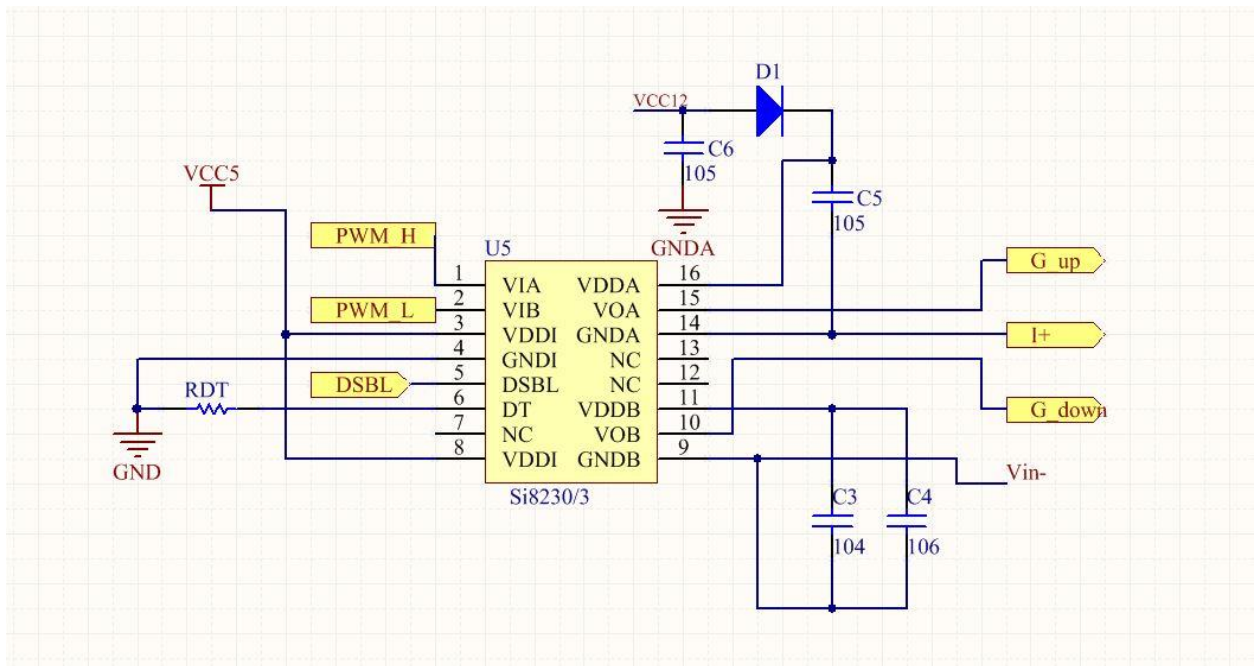 D1
VCC12
C6
105
VCC5
C5
105
PWM_H
U5
GNDA
G_up
1 VIA VDDA 16
PWM_L
2 VIB VOA 15
3 VDDI GNDA 14
I+
4 GNDI NC 13
DSBL
5 DSBL NC 12
RDT
6 DT VDDB 11
G_down
7 NC VOB 10
8 VDDI GNDB 9
GND
Vin-
Si8230/3
C3
104
C4
106